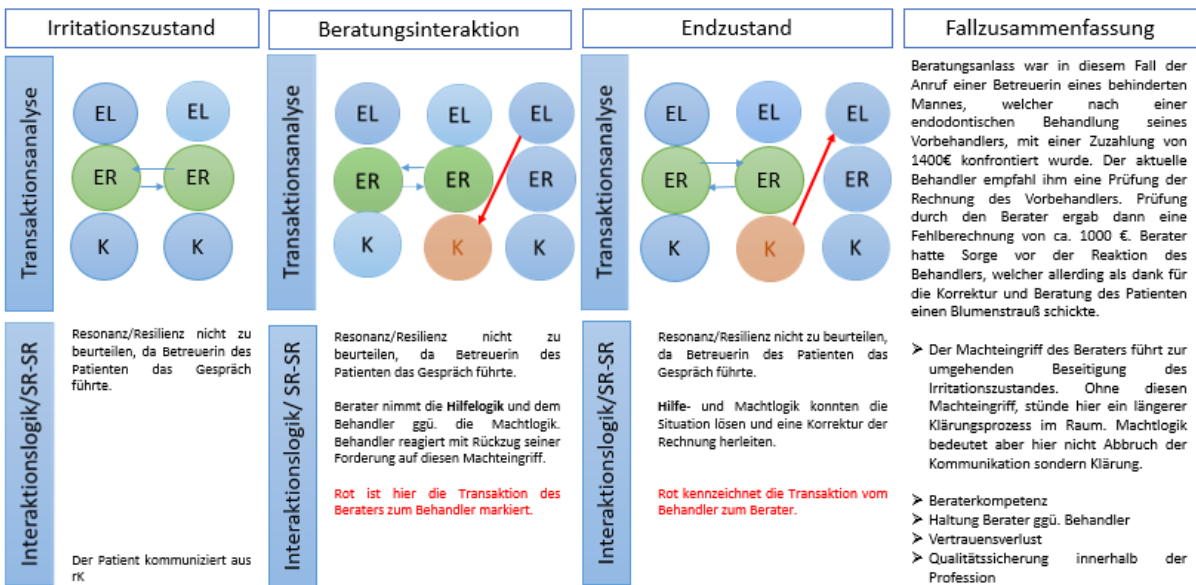 Irritationszustand
Beratungsinteraktion
Endzustand
Fallzusammenfassung
Transaktionsanalyse
EL
EL
ER
ER
K
K
Transaktionsanalyse
EL
EL
EL
ER
ER
ER
K
K
K
Transaktionsanalyse
EL
EL
EL
ER
ER
ER
K
K
K
Interaktionslogik/SR-SR
Resonanz/Resilienz nicht zu
beurteilen, da Betreuerin des
Patienten das Gespräch
führte.
Der Patient kommuniziert aus
rK
Interaktionslogik/ SR-SR
Resonanz/Resilienz nicht zu
beurteilen, da Betreuerin des
Patienten das Gespräch führte.
Berater nimmt die Hilfelogik und dem
Behandler ggü. die Machtlogik.
Behandler reagiert mit Rückzug seiner
Forderung auf diesen Machteingriff.
Rot ist hier die Transaktion des
Beraters zum Behandler markiert.
Interaktionslogik/SR-SR
Resonanz/Resilienz nicht zu beurteilen,
da Betreuerin des Patienten das
Gespräch führte.
Hilfe- und Machtlogik konnten die
Situation lösen und eine Korrektur der
Rechnung herleiten.
Rot kennzeichnet die Transaktion vom
Behandler zum Berater.
Beratungsanlass war in diesem Fall der
Anruf einer Betreuerin eines behinderten
Mannes, welcher nach einer
endodontischen Behandlung seines
Vorbehandlers, mit einer Zuzahlung von
1400€ konfrontiert wurde. Der aktuelle
Behandler empfahl ihm eine Prüfung der
Rechnung des Vorbehandlers. Prüfung
durch den Berater ergab dann eine
Fehlberechnung von ca. 1000 €. Berater
hatte Sorge vor der Reaktion des
Behandlers, welcher allerding als dank für
die Korrektur und Beratung des Patienten
einen Blumenstrauß schickte.
➢ Der Machteingriff des Beraters führt zur
umgehenden Beseitigung des
Irritationszustandes. Ohne diesen
Machteingriff, stünde hier ein längerer
Klärungsprozess im Raum. Machtlogik
bedeutet aber hier nicht Abbruch der
Kommunikation sondern Klärung.
➢ Beraterkompetenz
➢ Haltung Berater ggü. Behandler
➢ Vertrauensverlust
➢ Qualitätssicherung innerhalb der
Profession